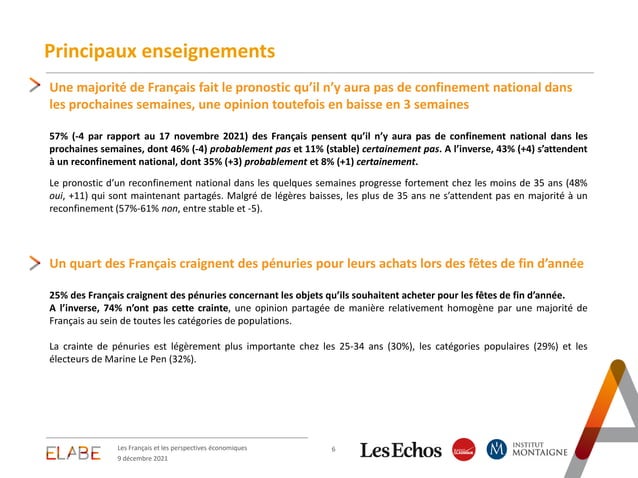 Principaux enseignements
Une majorité de Français fait le pronostic qu’il n’y aura pas de confinement national dans
les prochaines semaines, une opinion toutefois en baisse en 3 semaines
57% (-4 par rapport au 17 novembre 2021) des Français pensent qu’il n’y aura pas de confinement national dans les
prochaines semaines, dont 46% (-4) probablement pas et 11% (stable) certainement pas. A l’inverse, 43% (+4) s’attendent
à un reconfinement national, dont 35% (+3) probablement et 8% (+1) certainement.
Le pronostic d’un reconfinement national dans les quelques semaines progresse fortement chez les moins de 35 ans (48%
oui, +11) qui sont maintenant partagés. Malgré de légères baisses, les plus de 35 ans ne s’attendent pas en majorité à un
reconfinement (57%-61% non, entre stable et -5).
Un quart des Français craignent des pénuries pour leurs achats lors des fêtes de fin d’année
25% des Français craignent des pénuries concernant les objets qu’ils souhaitent acheter pour les fêtes de fin d’année.
A l’inverse, 74% n’ont pas cette crainte, une opinion partagée de manière relativement homogène par une majorité de
Français au sein de toutes les catégories de populations.
La crainte de pénuries est légèrement plus importante chez les 25-34 ans (30%), les catégories populaires (29%) et les
électeurs de Marine Le Pen (32%).
ELABE
Les Français et les perspectives économiques
9 décembre 2021
6
Les Echos
RADIO CLASSIQUE
M
INSTITUT
MONTAIGNE